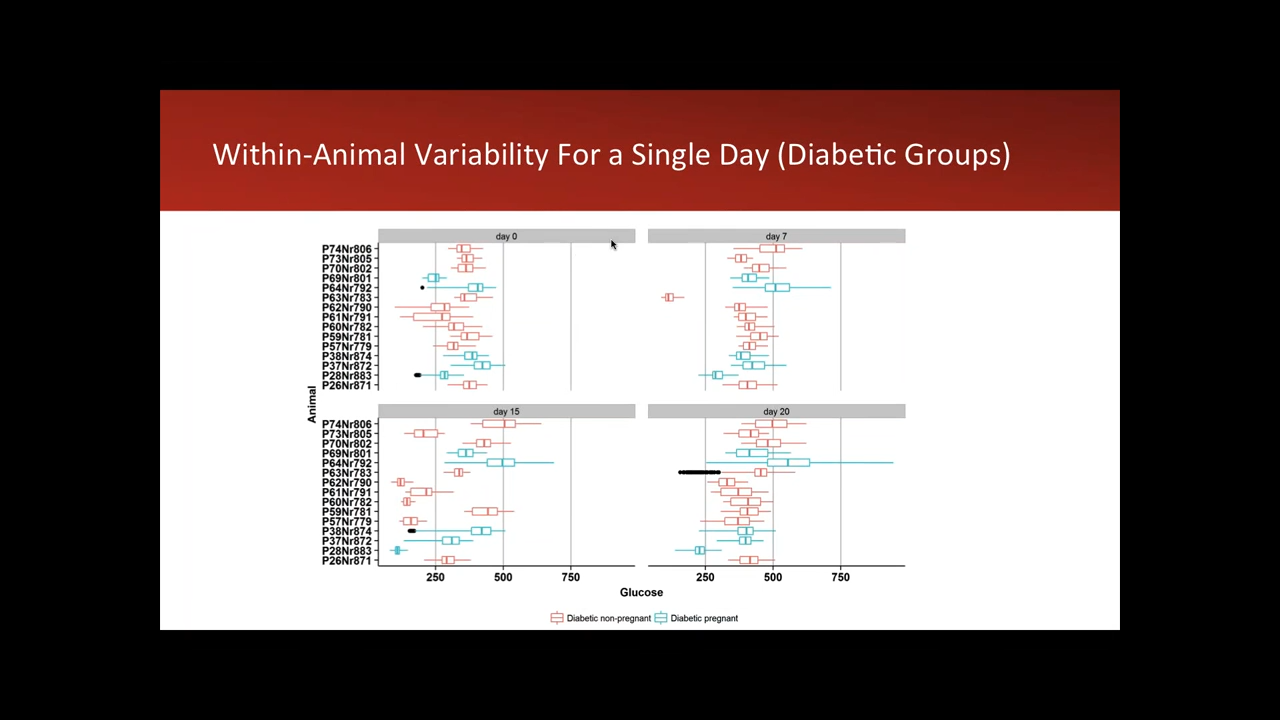 Within-Animal Variability For a Single Day (Diabetic Groups)
day 0
day 7
P74Nr806
P73Nr805
P70Nr802
P69Nr801
P64Nr792
P63Nr783
P62Nr790
P61Nr791
P60Nr782
P59Nr781
P57Nr779
P38Nr874
P37Nr872
P28Nr883
P26Nr871
Animal
day 15
day 20
P74Nr806
P73Nr805
P70Nr802
P69Nr801
P64Nr792
P63Nr783
P62Nr790
P61Nr791
P60Nr782
P59Nr781
P57Nr779
P38Nr874
P37Nr872
P28Nr883
P26Nr871
250 500 750 250 500 750
Glucose
Diabetic non-pregnant Diabetic pregnant